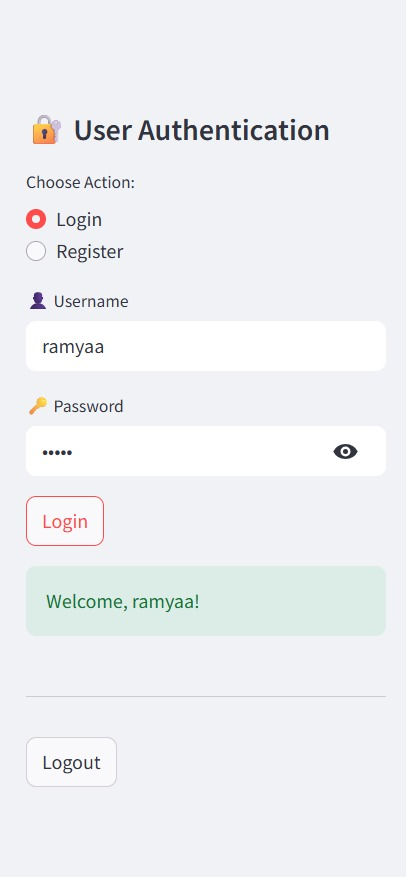 User Authentication
Choose Action:
Login
Register
Username
ramyaa
Password
•••••
Login
Welcome, ramyaa!
Logout